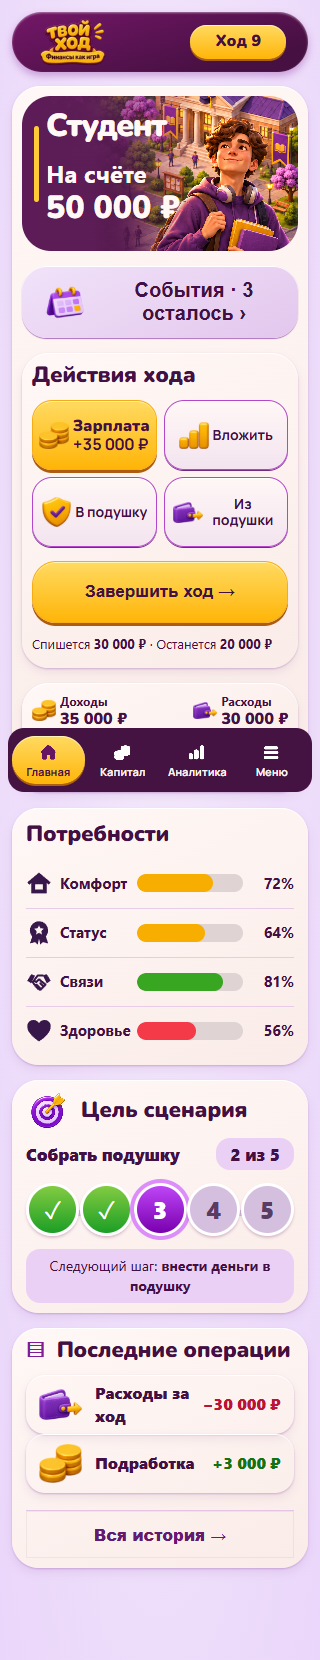 ТВОЙ
ХОД
Финансы как игра
Ход 9
Студент
На счёте
50 000 ₽
События · 3
осталось ›
Действия хода
Зарплата
+35 000 ₽
Вложить
В подушку
Из
подушки
Завершить ход →
Спишется 30 000 ₽ · Останется 20 000 ₽
Доходы
35 000 ₽
Расходы
30 000 ₽
Главная
Капитал
Аналитика
Меню
Потребности
Комфорт 72%
Статус 64%
Связи 81%
Здоровье 56%
Цель сценария
Собрать подушку
2 из 5
✓ ✓ 3 4 5
Следующий шаг: внести деньги в
подушку
Последние операции
Расходы за
ход
−30 000 ₽
Подработка +3 000 ₽
Вся история →